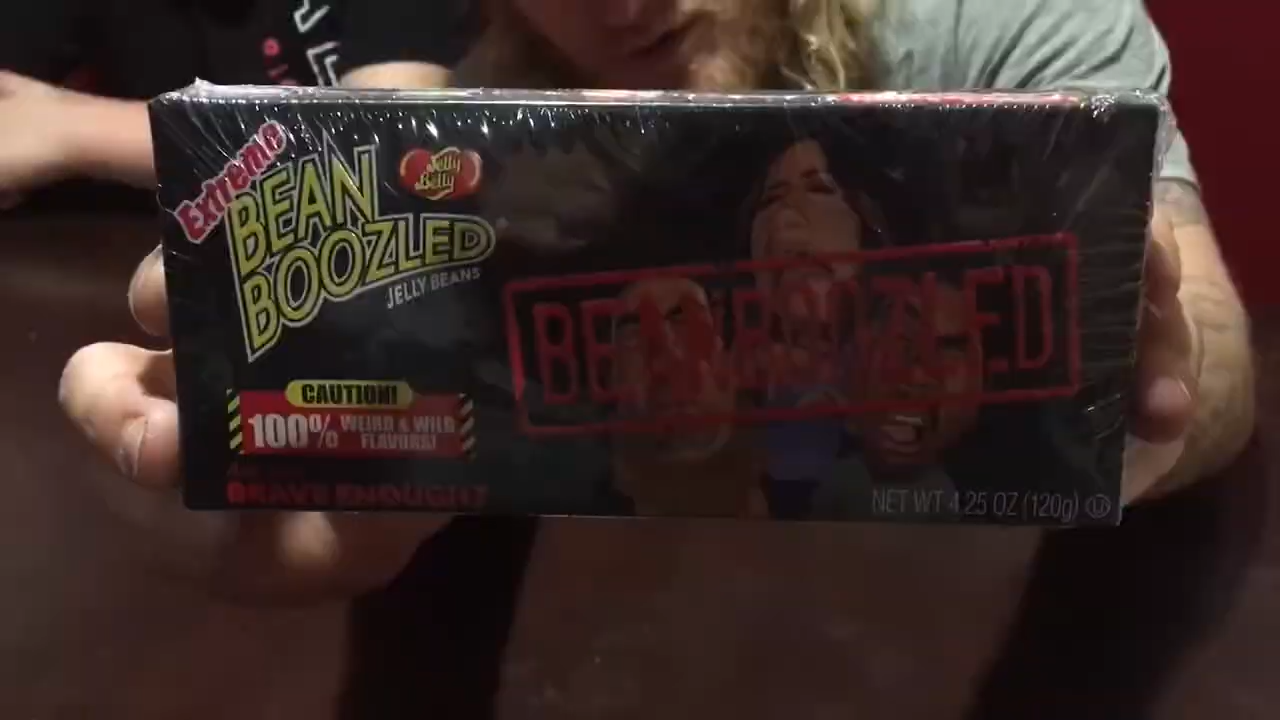 Extreme
BEAN
BOOZLED
JELLY BEANS
Jelly
Belly
BEANBOOZLED
CAUTION!
100% WEIRD & WILD
FLAVORS!
BRAVE ENOUGH?
NET WT 4.25 OZ (120g) U